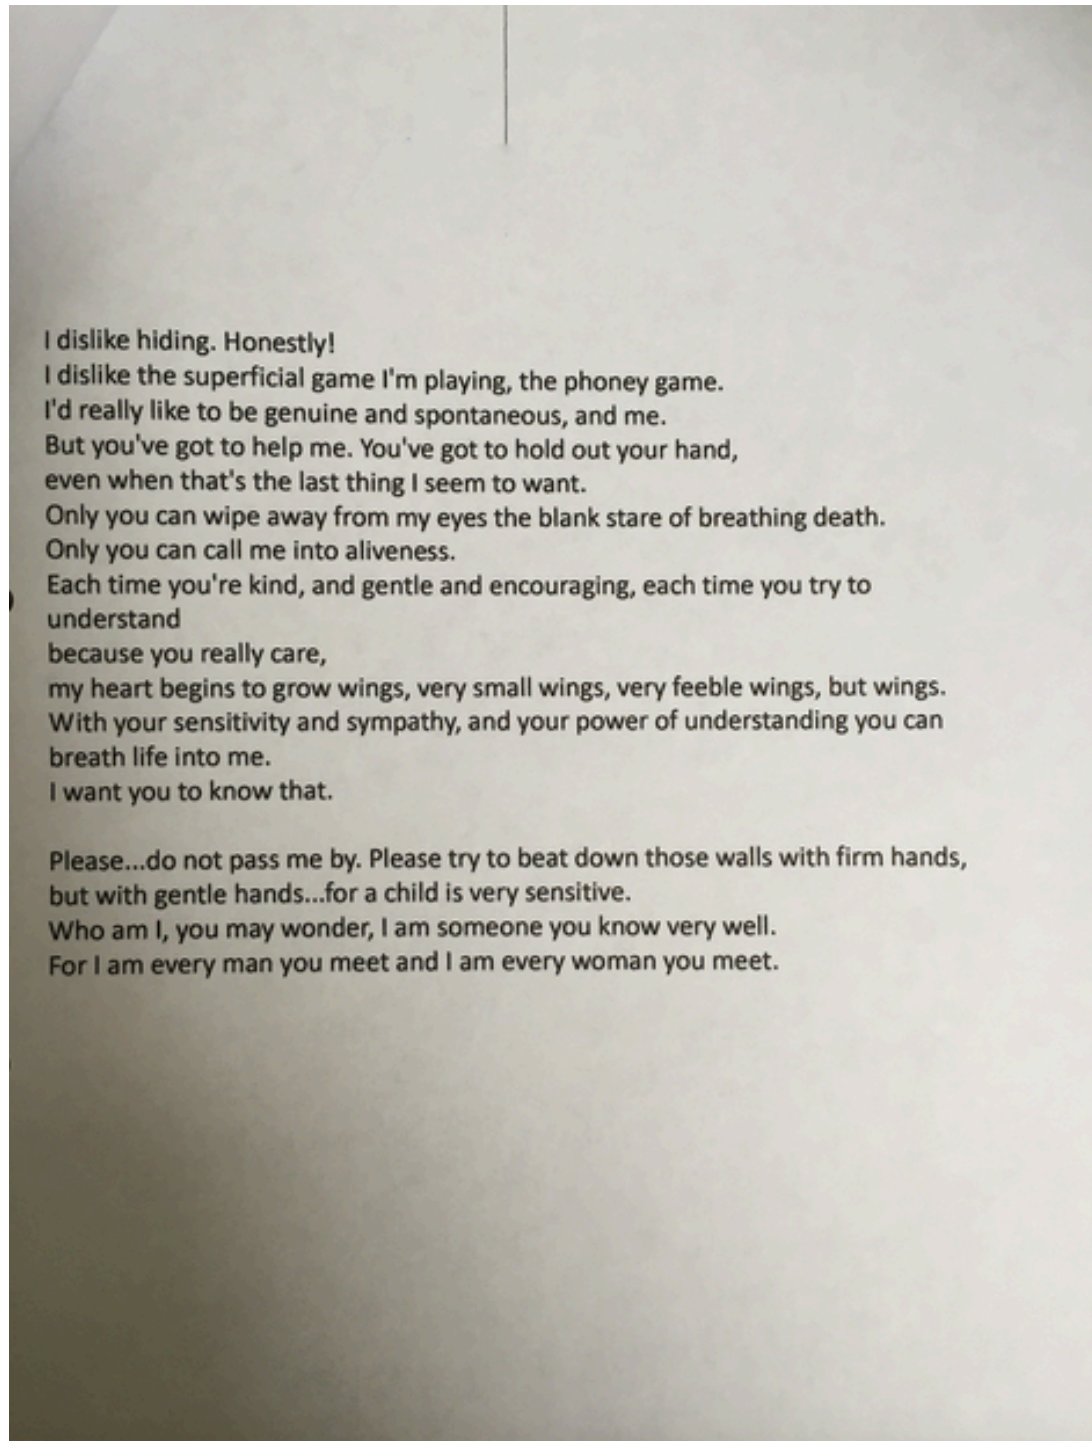 I dislike hiding. Honestly!
I dislike the superficial game I'm playing, the phoney game.
I'd really like to be genuine and spontaneous, and me.
But you've got to help me. You've got to hold out your hand,
even when that's the last thing I seem to want.
Only you can wipe away from my eyes the blank stare of breathing death.
Only you can call me into aliveness.
Each time you're kind, and gentle and encouraging, each time you try to
understand
because you really care,
my heart begins to grow wings, very small wings, very feeble wings, but wings.
With your sensitivity and sympathy, and your power of understanding you can
breath life into me.
I want you to know that.

Please...do not pass me by. Please try to beat down those walls with firm hands,
but with gentle hands...for a child is very sensitive.
Who am I, you may wonder, I am someone you know very well.
For I am every man you meet and I am every woman you meet.